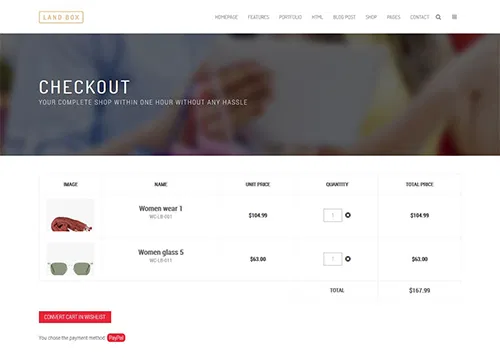 LAND BOX
HOMEPAGE FEATURES PORTFOLIO HTML BLOG POST SHOP PAGES CONTACT
CHECKOUT
YOUR COMPLETE SHOP WITHIN ONE HOUR WITHOUT ANY HASSLE
IMAGE NAME UNIT PRICE QUANTITY TOTAL PRICE
Women wear 1
WC-LB-001
$104.99 1 $104.99
Women glass 5
WC-LB-011
$63.00 1 $63.00
TOTAL $167.99
CONVERT CART IN WISHLIST
You chose the payment method: PayPal